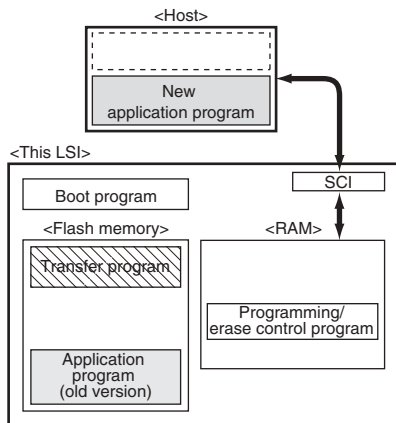 <Host>
New
application program
<This LSI>
SCI
Boot program
<Flash memory>
<RAM>
Transfer program
Programming/
erase control program
Application
program
(old version)